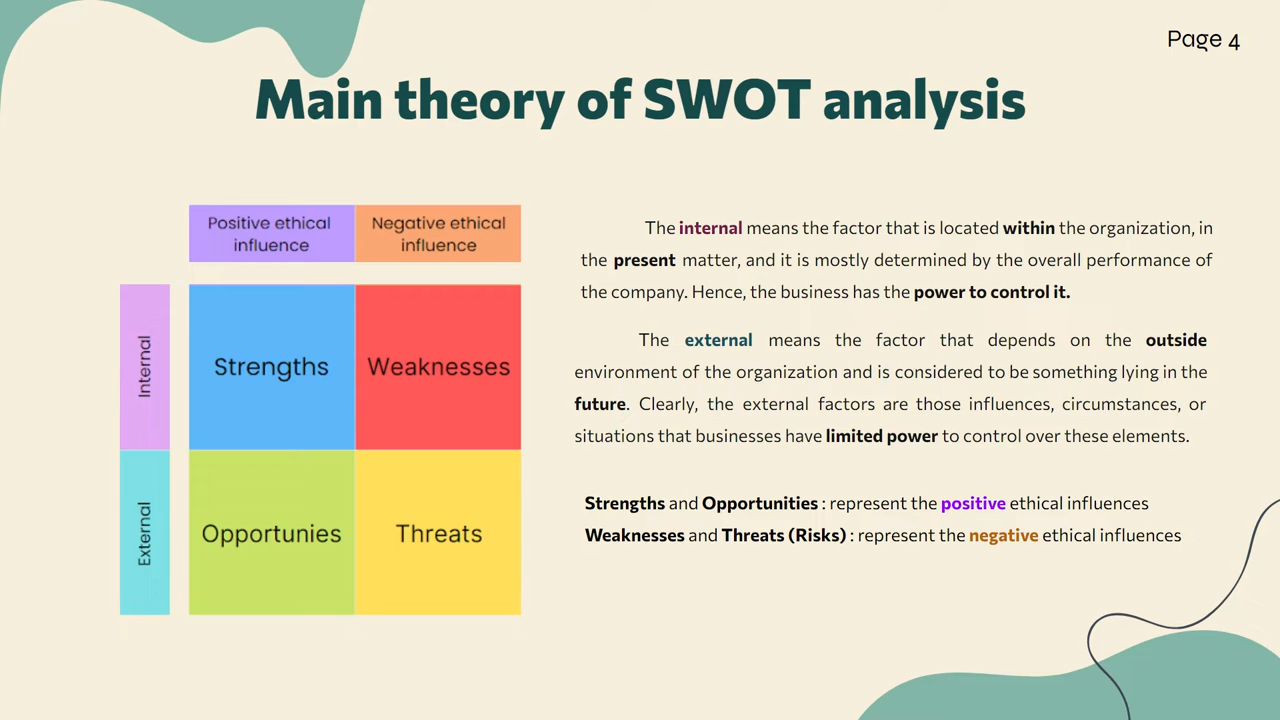 Page 4
Main theory of SWOT analysis
Positive ethical
influence
Negative ethical
influence
Internal
Strengths
Weaknesses
External
Opportunies
Threats
The internal means the factor that is located within the organization, in
the present matter, and it is mostly determined by the overall performance of
the company. Hence, the business has the power to control it.
The external means the factor that depends on the outside
environment of the organization and is considered to be something lying in the
future. Clearly, the external factors are those influences, circumstances, or
situations that businesses have limited power to control over these elements.
Strengths and Opportunities : represent the positive ethical influences
Weaknesses and Threats (Risks) : represent the negative ethical influences